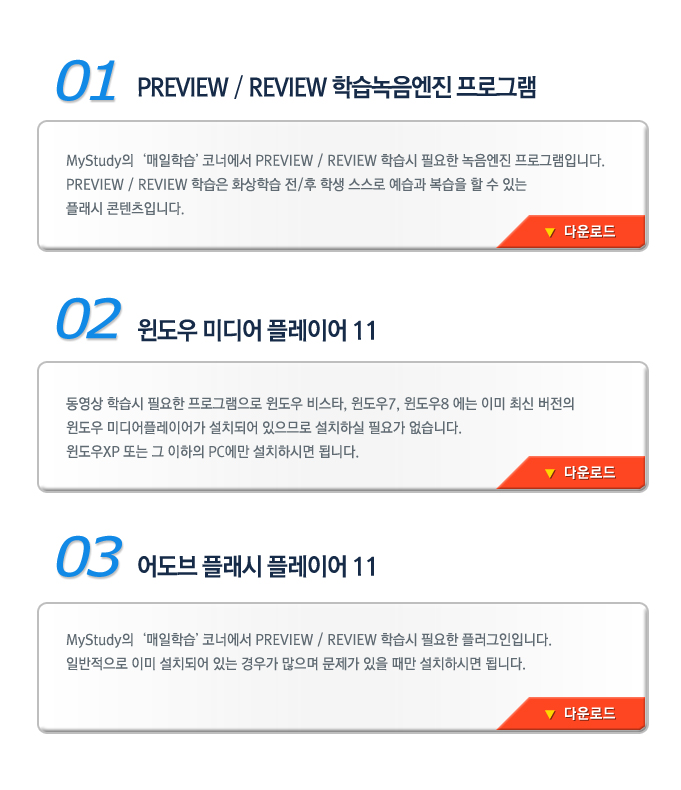 01 PREVIEW / REVIEW 학습녹음엔진 프로그램
MyStudy의 '매일학습' 코너에서 PREVIEW / REVIEW 학습시 필요한 녹음엔진 프로그램입니다.
PREVIEW / REVIEW 학습은 화상학습 전/후 학생 스스로 예습과 복습을 할 수 있는
플래시 콘텐츠입니다.
▼ 다운로드
02 윈도우 미디어 플레이어 11
동영상 학습시 필요한 프로그램으로 윈도우 비스타, 윈도우7, 윈도우8 에는 이미 최신 버전의
윈도우 미디어플레이어가 설치되어 있으므로 설치하실 필요가 없습니다.
윈도우XP 또는 그 이하의 PC에만 설치하시면 됩니다.
▼ 다운로드
03 어도브 플래시 플레이어 11
MyStudy의 '매일학습' 코너에서 PREVIEW / REVIEW 학습시 필요한 플러그인입니다.
일반적으로 이미 설치되어 있는 경우가 많으며 문제가 있을 때만 설치하시면 됩니다.
▼ 다운로드